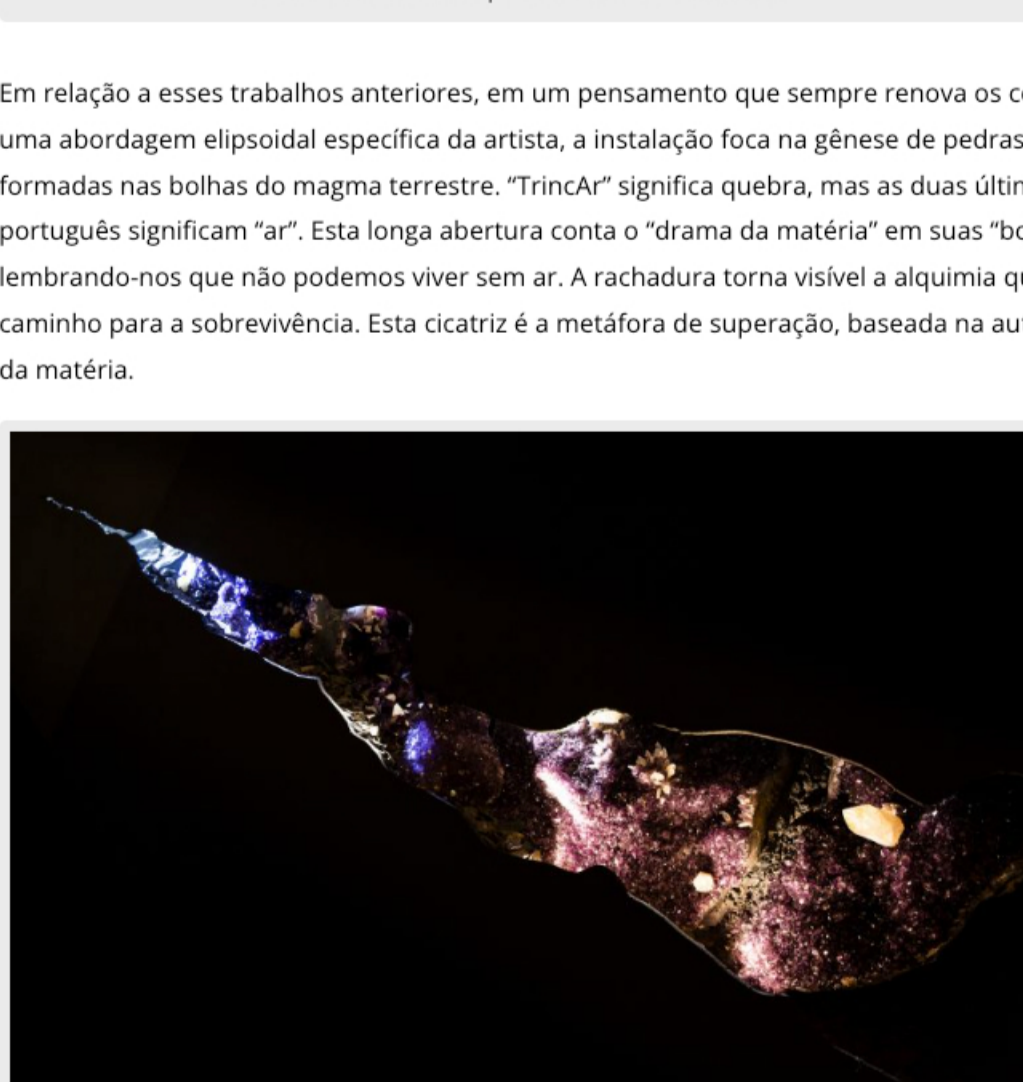 Em relação a esses trabalhos anteriores, em um pensamento que sempre renova os
uma abordagem elipsoidal específica da artista, a instalação foca na gênese de pedras
formadas nas bolhas do magma terrestre. “TrincAr” significa quebra, mas as duas
português significam “ar”. Esta longa abertura conta o “drama da matéria” em suas
lembrando-nos que não podemos viver sem ar. A rachadura torna visível a alquimia
caminho para a sobrevivência. Esta cicatriz é a metáfora de superação, baseada na
da matéria.